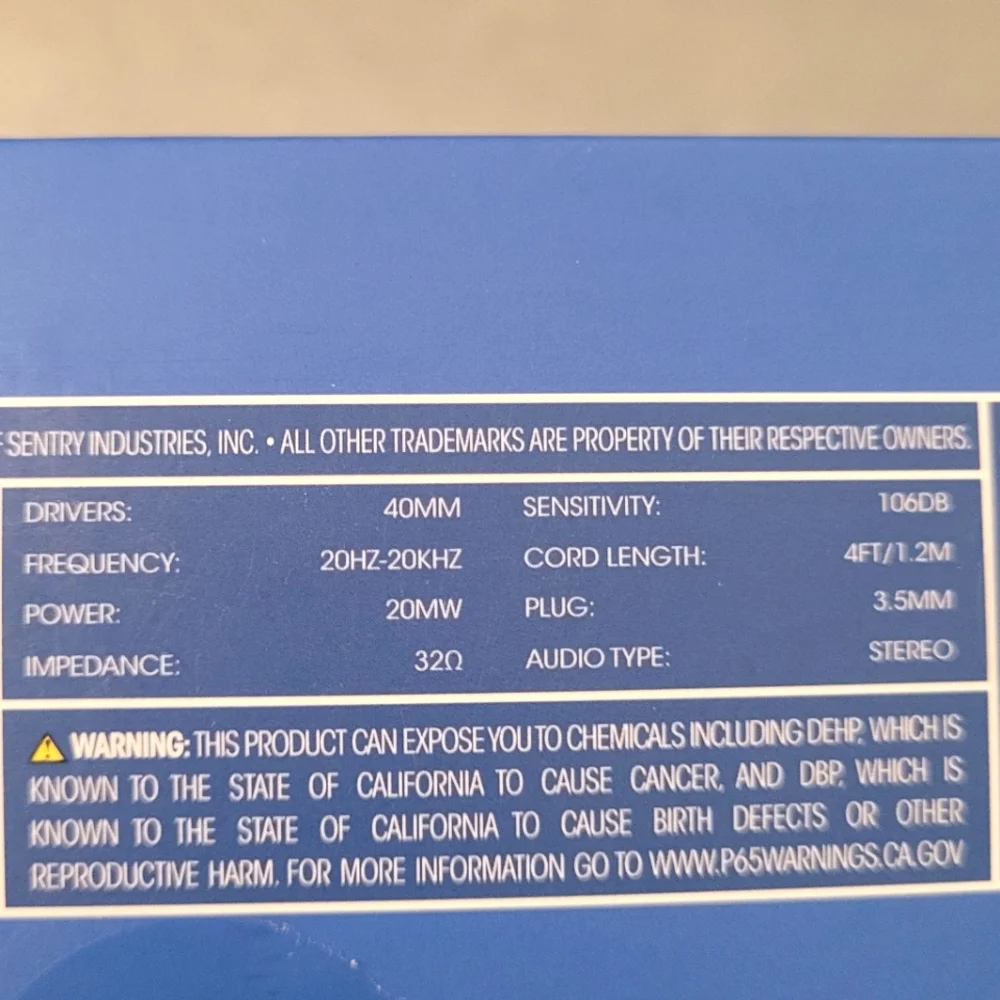 SENTRY INDUSTRIES, INC. • ALL OTHER TRADEMARKS ARE PROPERTY OF THEIR RESPECTIVE OWNERS.
DRIVERS: 40MM SENSITIVITY: 106DB
FREQUENCY: 20HZ-20KHZ CORD LENGTH: 4FT/1.2M
POWER: 20MW PLUG: 3.5MM
IMPEDANCE: 32Ω AUDIO TYPE: STEREO
WARNING: THIS PRODUCT CAN EXPOSE YOU TO CHEMICALS INCLUDING DEHP, WHICH IS
KNOWN TO THE STATE OF CALIFORNIA TO CAUSE CANCER, AND DBP, WHICH IS
KNOWN TO THE STATE OF CALIFORNIA TO CAUSE BIRTH DEFECTS OR OTHER
REPRODUCTIVE HARM. FOR MORE INFORMATION GO TO WWW.P65WARNINGS.CA.GOV